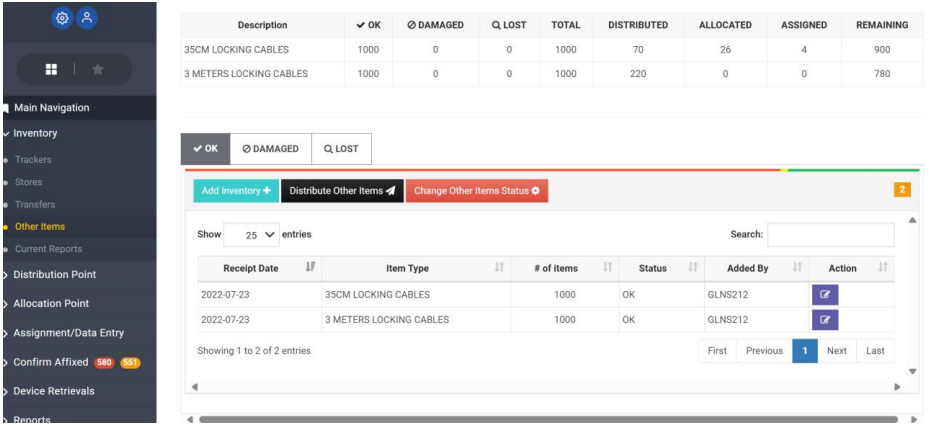 Description OK DAMAGED LOST TOTAL DISTRIBUTED ALLOCATED ASSIGNED REMAINING
35CM LOCKING CABLES 1000 0 0 1000 70 26 4 900
3 METERS LOCKING CABLES 1000 0 0 1000 220 0 0 780
Main Navigation
Inventory
Trackers
Stores
Transfers
Other Items
Current Reports
Distribution Point
Allocation Point
Assignment/Data Entry
Confirm Affixed 580 551
Device Retrievals
Reports
OK DAMAGED LOST
Add Inventory + Distribute Other Items Change Other Items Status 2
Show 25 entries Search:
Receipt Date Item Type # of items Status Added By Action
2022-07-23 35CM LOCKING CABLES 1000 OK GLNS212
2022-07-23 3 METERS LOCKING CABLES 1000 OK GLNS212
Showing 1 to 2 of 2 entries First Previous 1 Next Last